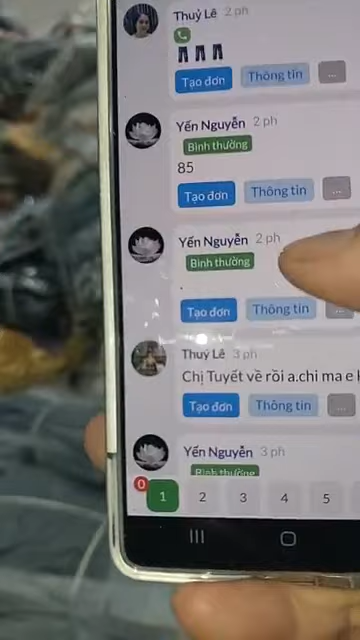 Thuỷ Lê 2 ph
👖👖👖
Tạo đơn Thông tin ...
Yến Nguyễn 2 ph
Bình thường
85
Tạo đơn Thông tin ...
Yến Nguyễn 2 ph
Bình thường
.
Tạo đơn Thông tin ...
Thuỷ Lê 3 ph
Chị Tuyết về rồi a.chi ma e
Tạo đơn Thông tin ...
Yến Nguyễn 3 ph
Bình thường
0
1 2 3 4 5